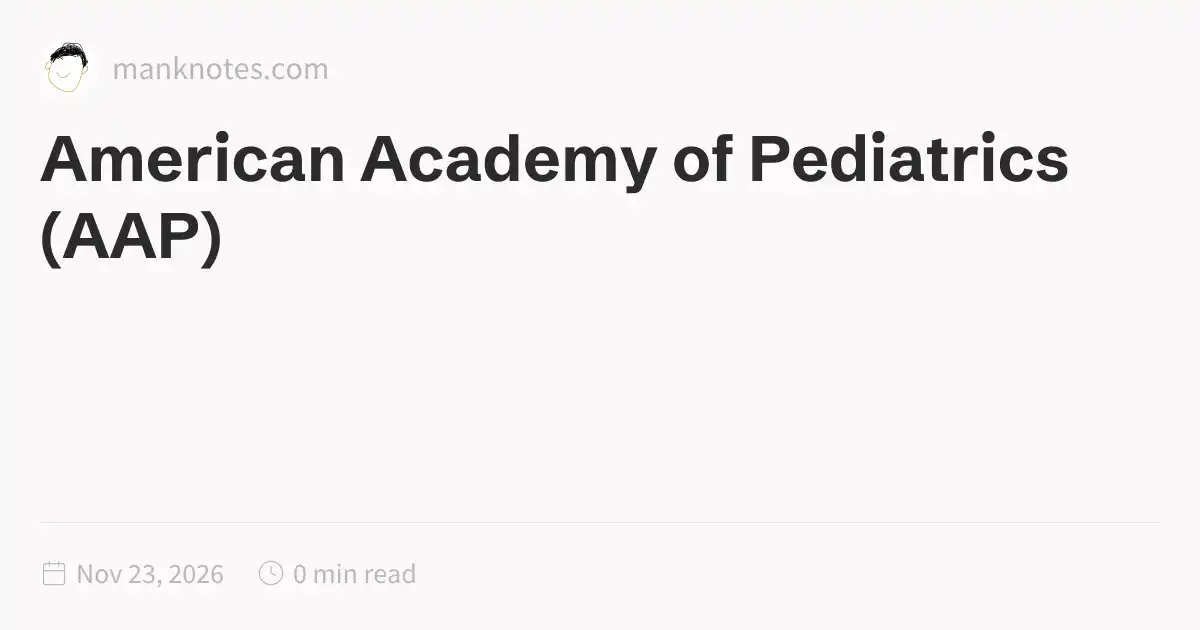 manknotes.com
American Academy of Pediatrics
(AAP)
Nov 23, 2026 0 min read